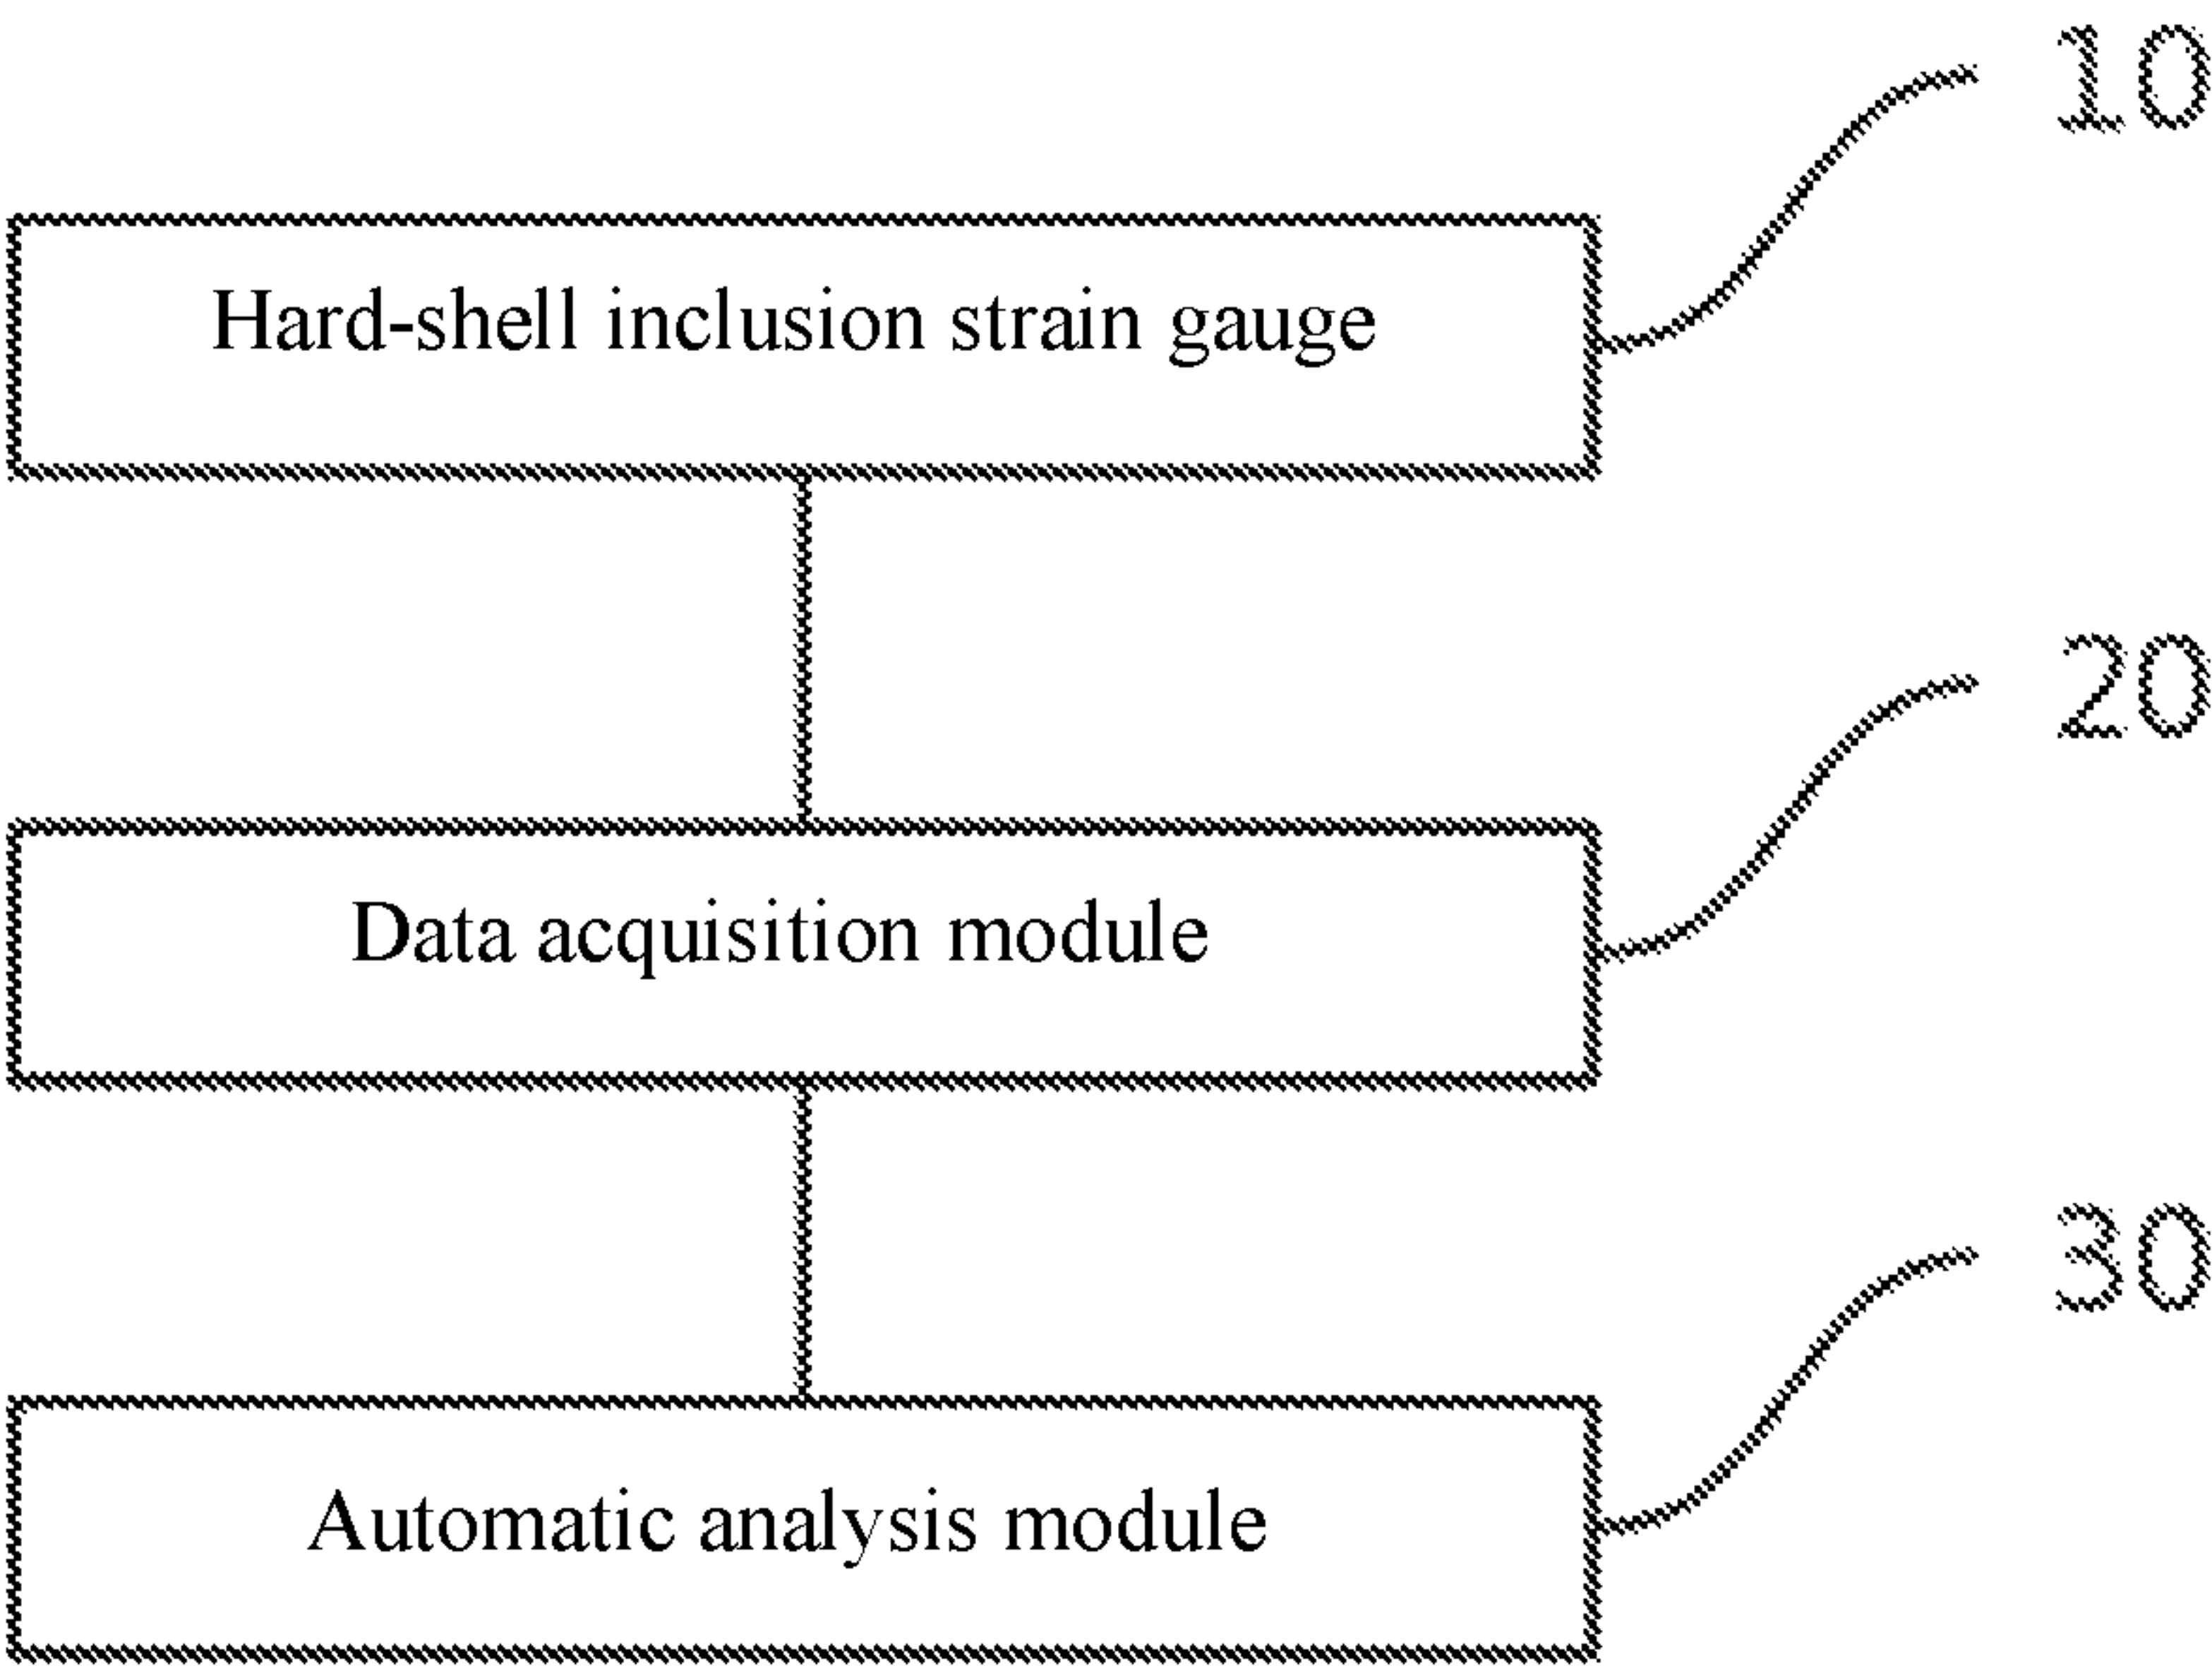 10
Hard-shell inclusion strain gauge
20
Data acquisition module
30
Automatic analysis module